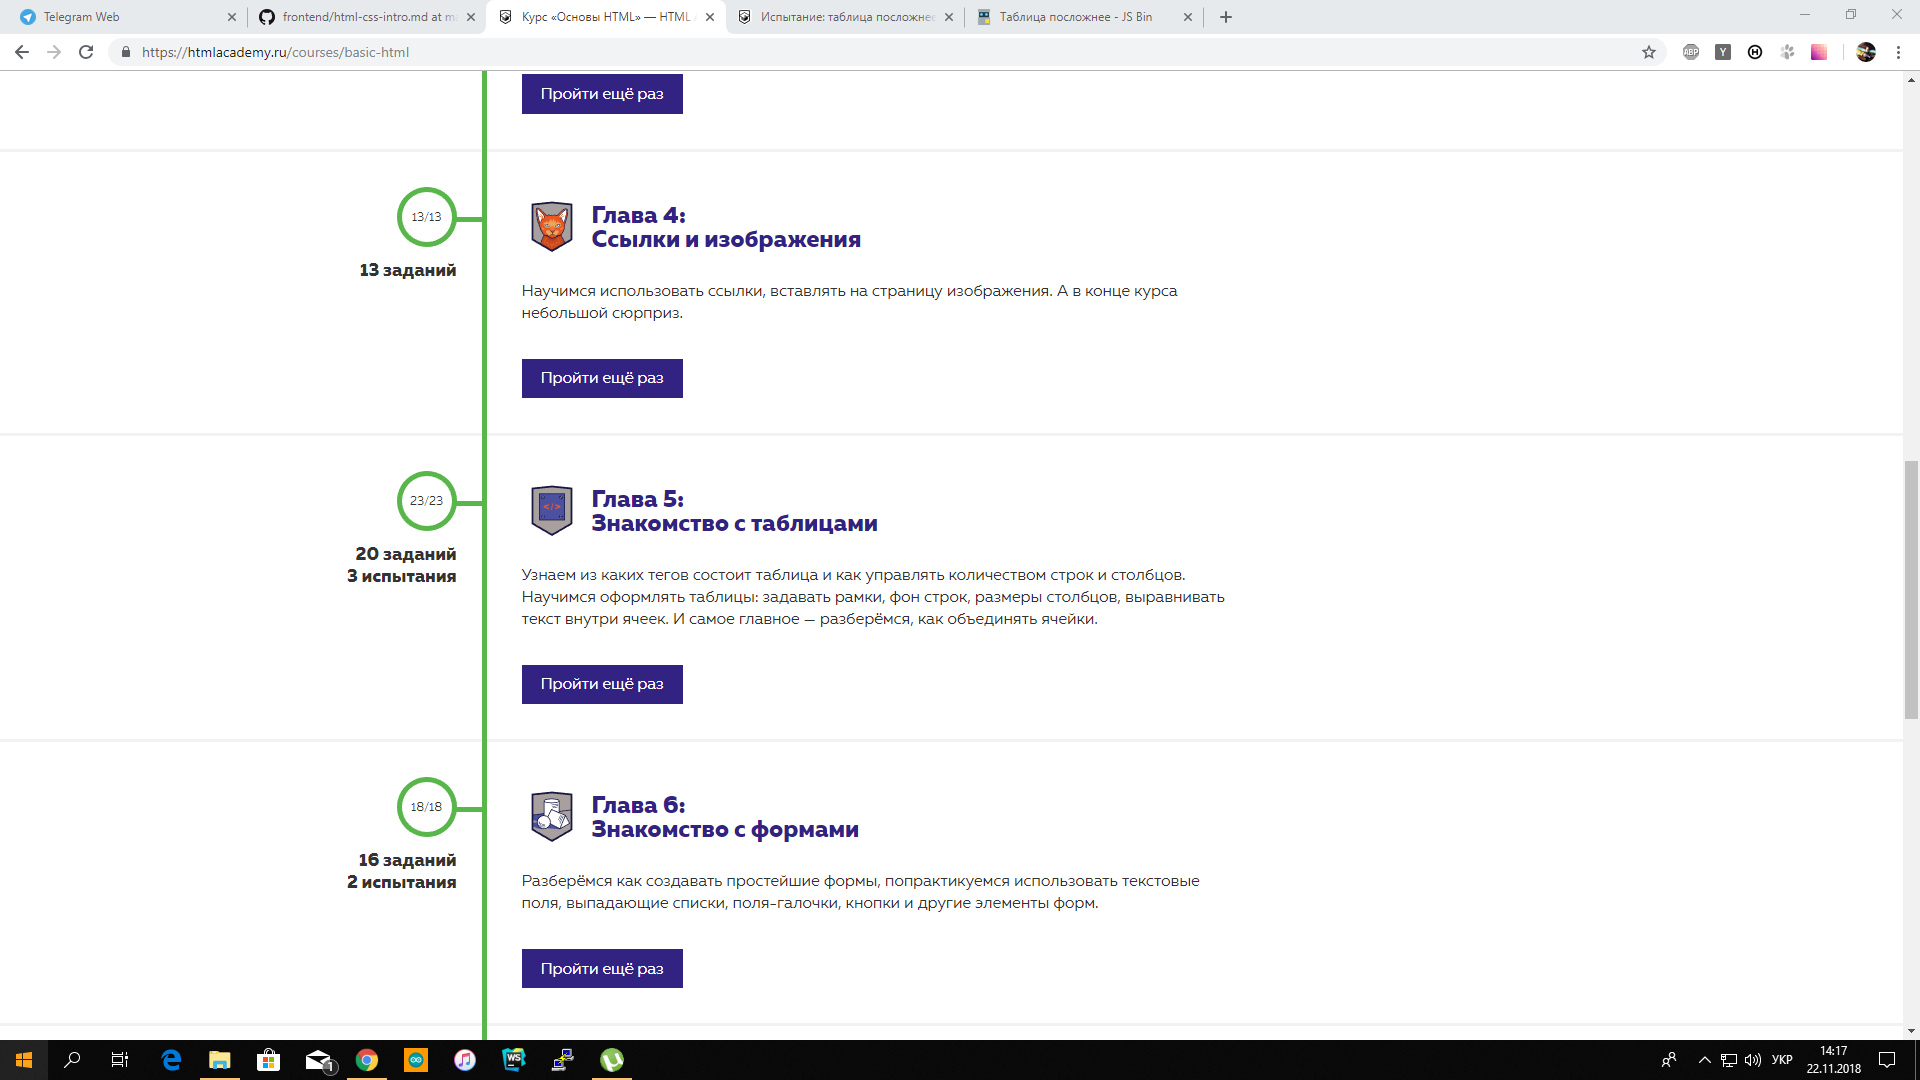 Telegram Web
frontend/html-css-intro.md at ma
Курс «Основы HTML» — HTML A
Испытание: таблица посложнее
Таблица посложнее - JS Bin
https://htmlacademy.ru/courses/basic-html
ABP
Y
H
Пройти ещё раз
13/13
13 заданий
Глава 4:
Ссылки и изображения
Научимся использовать ссылки, вставлять на страницу изображения. А в конце курса
небольшой сюрприз.
Пройти ещё раз
23/23
20 заданий
3 испытания
</>
Глава 5:
Знакомство с таблицами
Узнаем из каких тегов состоит таблица и как управлять количеством строк и столбцов.
Научимся оформлять таблицы: задавать рамки, фон строк, размеры столбцов, выравнивать
текст внутри ячеек. И самое главное — разберёмся, как объединять ячейки.
Пройти ещё раз
18/18
16 заданий
2 испытания
Глава 6:
Знакомство с формами
Разберёмся как создавать простейшие формы, попрактикуемся использовать текстовые
поля, выпадающие списки, поля-галочки, кнопки и другие элементы форм.
Пройти ещё раз
1
WS
УКР
14:17
22.11.2018